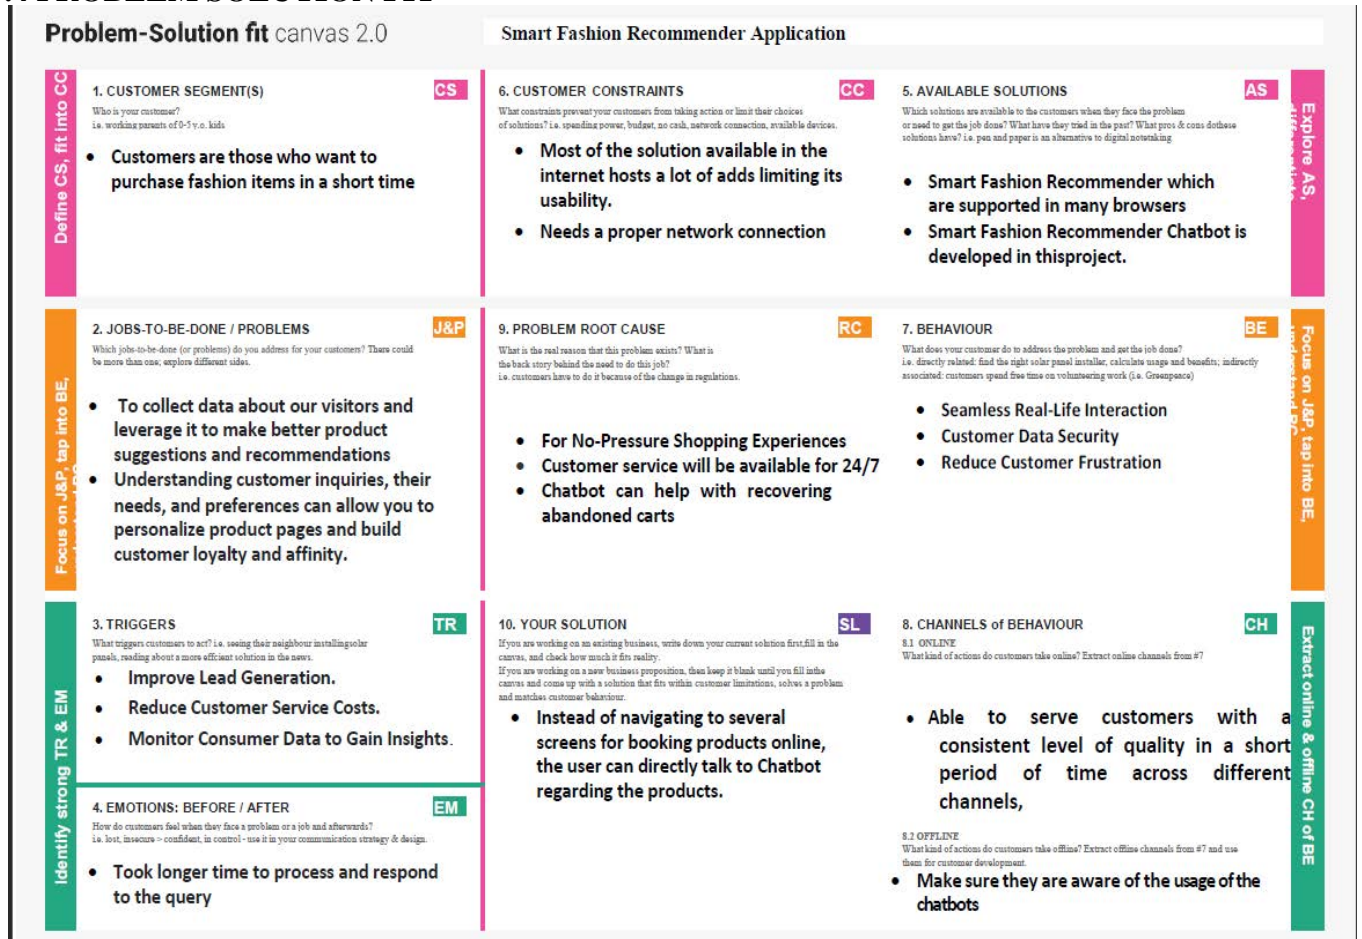 Problem-Solution fit canvas 2.0
Smart Fashion Recommender Application
Define CS, fit into CC
1. CUSTOMER SEGMENT(S)
CS
Who is your customer?
i.e. working parents of 0-5 y.o. kids
• Customers are those who want to
purchase fashion items in a short time
6. CUSTOMER CONSTRAINTS
CC
What constraints prevent your customers from taking action or limit their choices
of solutions? i.e. spending power, budget, no cash, network connection, available devices.
• Most of the solution available in the
internet hosts a lot of adds limiting its
usability.
• Needs a proper network connection
5. AVAILABLE SOLUTIONS
AS
Which solutions are available to the customers when they face the problem
or need to get the job done? What have they tried in the past? What pros & cons dothese
solutions have? i.e. pen and paper is an alternative to digital notetaking.
• Smart Fashion Recommender which
are supported in many browsers
• Smart Fashion Recommender Chatbot is
developed in thisproject.
Explore AS,
Focus on J&P, tap into BE,
2. JOBS-TO-BE-DONE / PROBLEMS
J&P
Which jobs-to-be-done (or problems) do you address for your customers? There could
be more than one; explore different sides.
• To collect data about our visitors and
leverage it to make better product
suggestions and recommendations
• Understanding customer inquiries, their
needs, and preferences can allow you to
personalize product pages and build
customer loyalty and affinity.
9. PROBLEM ROOT CAUSE
RC
What is the real reason that this problem exists? What is
the back story behind the need to do this job?
i.e. customers have to do it because of the change in regulations.
• For No-Pressure Shopping Experiences
• Customer service will be available for 24/7
• Chatbot can help with recovering
abandoned carts
7. BEHAVIOUR
BE
What does your customer do to address the problem and get the job done?
i.e. directly related: find the right solar panel installer, calculate usage and benefits; indirectly
associated: customers spend free time on volunteering work (i.e. Greenpeace)
• Seamless Real-Life Interaction
• Customer Data Security
• Reduce Customer Frustration
Focus on J&P, tap into BE,
Identify strong TR & EM
3. TRIGGERS
TR
What triggers customers to act? i.e. seeing their neighbour installingsolar
panels, reading about a more effcient solution in the news.
• Improve Lead Generation.
• Reduce Customer Service Costs.
• Monitor Consumer Data to Gain Insights.
4. EMOTIONS: BEFORE / AFTER
EM
How do customers feel when they face a problem or a job and afterwards?
i.e. lost, insecure > confident, in control - use it in your communication strategy & design.
• Took longer time to process and respond
to the query
10. YOUR SOLUTION
SL
If you are working on an existing business, write down your current solution first,fill in the
canvas, and check how much it fits reality.
If you are working on a new business proposition, then keep it blank until you fill inthe
canvas and come up with a solution that fits within customer limitations, solves a problem
and matches customer behaviour.
• Instead of navigating to several
screens for booking products online,
the user can directly talk to Chatbot
regarding the products.
8. CHANNELS of BEHAVIOUR
CH
8.1 ONLINE
What kind of actions do customers take online? Extract online channels from #7
• Able to serve customers with a
consistent level of quality in a short
period of time across different
channels,
8.2 OFFLINE
What kind of actions do customers take offline? Extract offline channels from #7 and use
them for customer development.
• Make sure they are aware of the usage of the
chatbots
Extract online & offline CH of BE